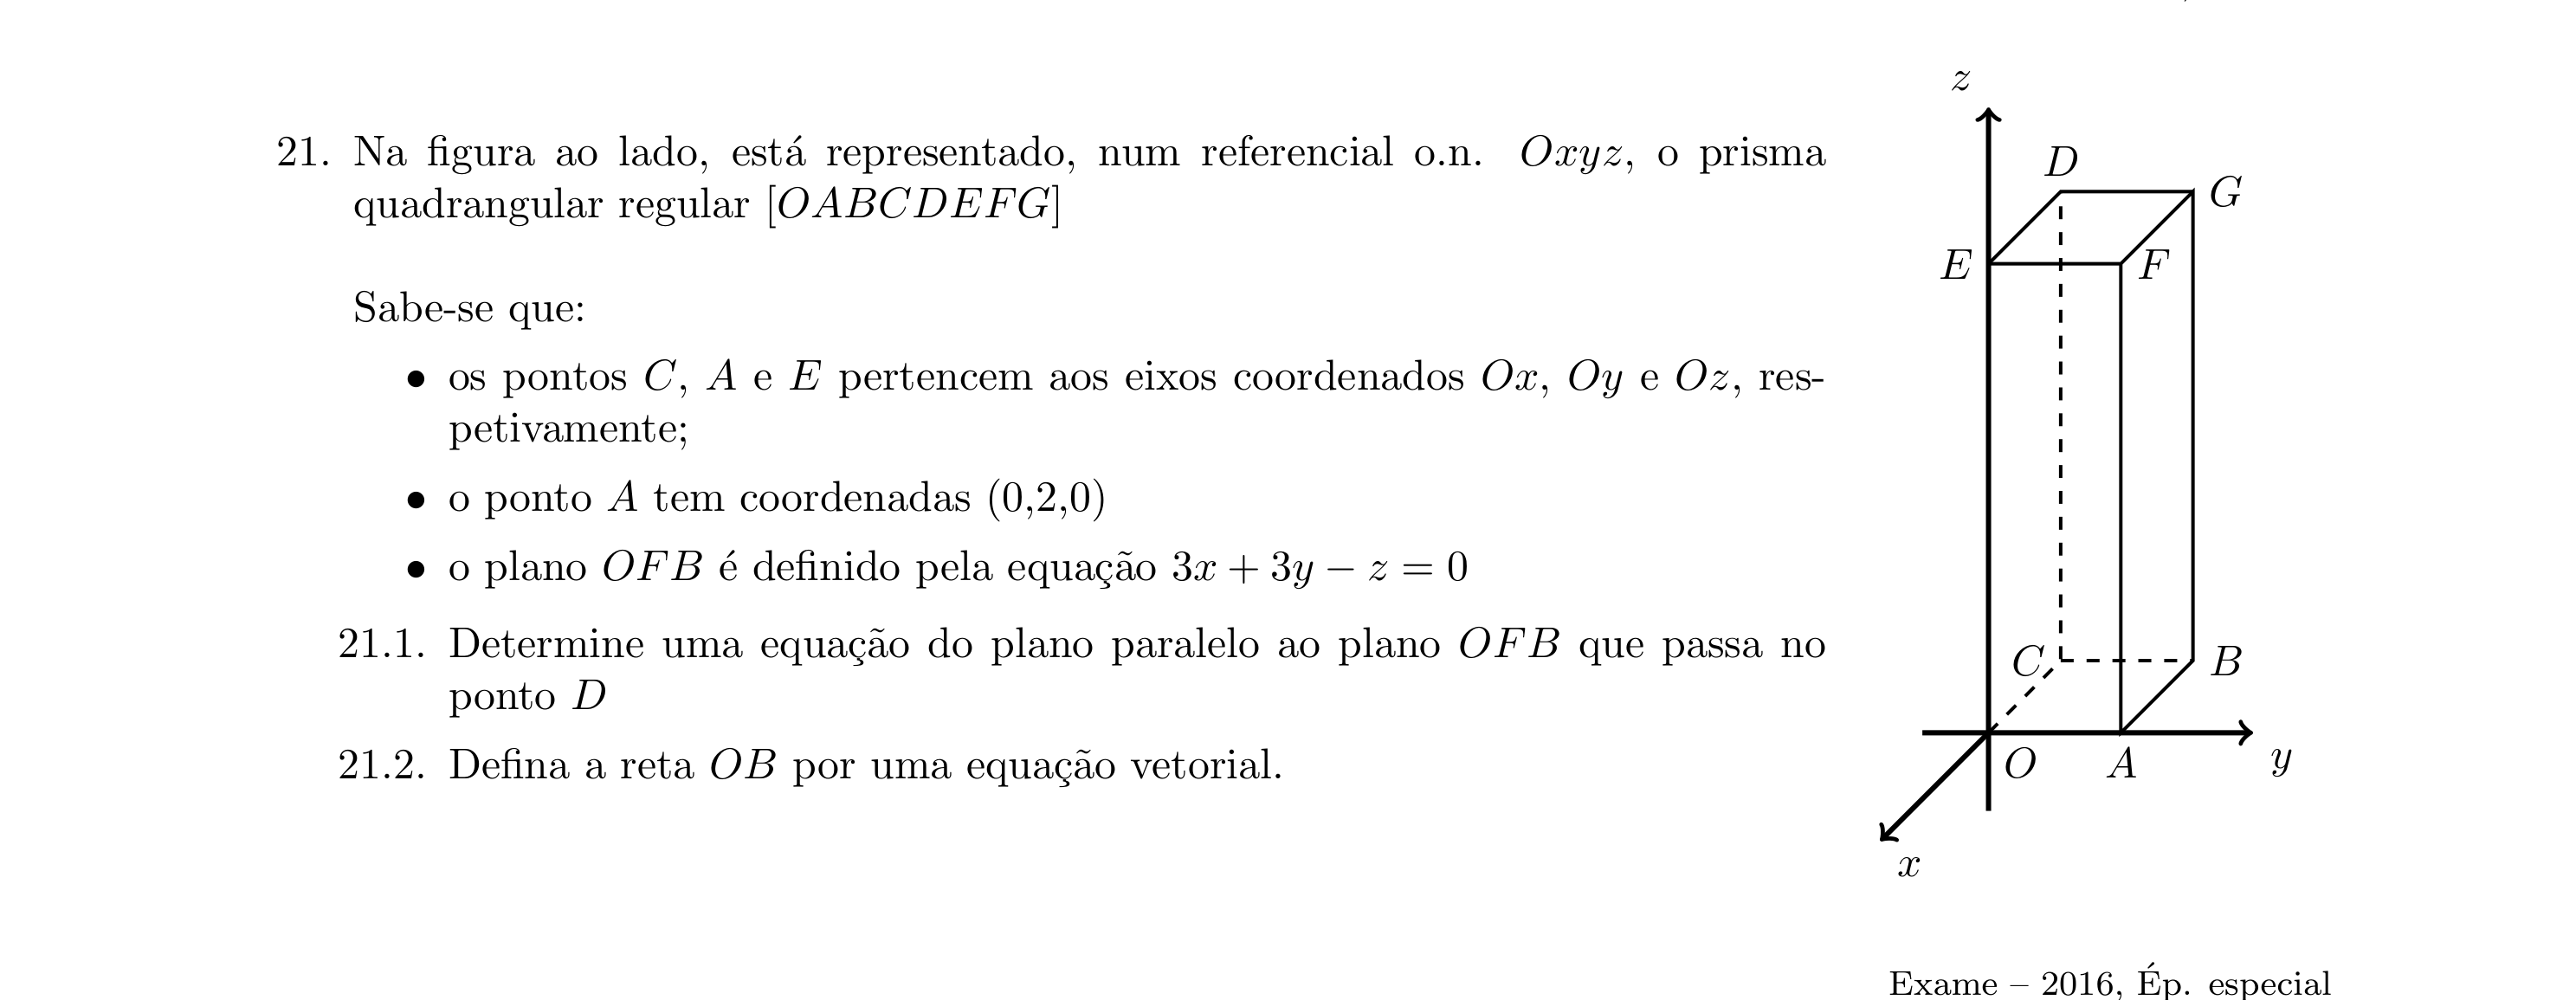 21. Na figura ao lado, está representado, num referencial o.n. Oxyz, o prisma
quadrangular regular [OABCDEFG]
Sabe-se que:
• os pontos C, A e E pertencem aos eixos coordenados Ox, Oy e Oz, res-
petivamente;
• o ponto A tem coordenadas (0,2,0)
• o plano OFB é definido pela equação 3x + 3y − z = 0
21.1. Determine uma equação do plano paralelo ao plano OFB que passa no
ponto D
21.2. Defina a reta OB por uma equação vetorial.
z
D
G
E
F
C
B
O
A
y
x
Exame – 2016, Ép. especial